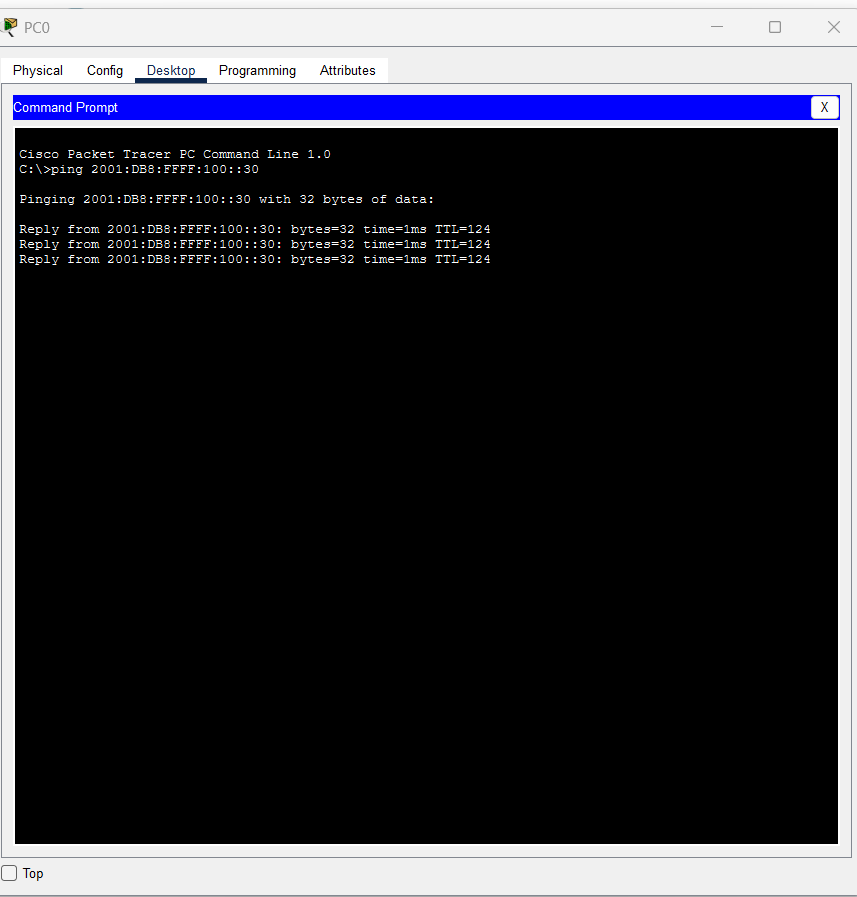 PC0
Physical Config Desktop Programming Attributes
Command Prompt X
Cisco Packet Tracer PC Command Line 1.0
C:\>ping 2001:DB8:FFFF:100::30
Pinging 2001:DB8:FFFF:100::30 with 32 bytes of data:
Reply from 2001:DB8:FFFF:100::30: bytes=32 time=1ms TTL=124
Reply from 2001:DB8:FFFF:100::30: bytes=32 time=1ms TTL=124
Reply from 2001:DB8:FFFF:100::30: bytes=32 time=1ms TTL=124
Top